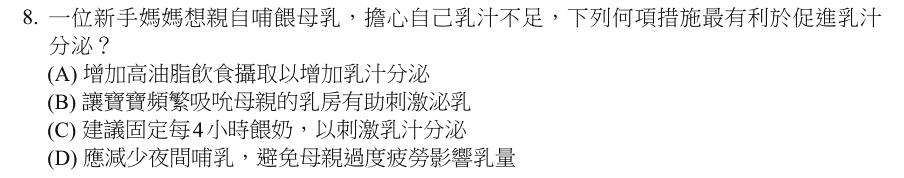 8. 一位新手媽媽想親自哺餵母乳，擔心自己乳汁不足，下列何項措施最有利於促進乳汁
分泌？
(A) 增加高油脂飲食攝取以增加乳汁分泌
(B) 讓寶寶頻繁吸吮母親的乳房有助刺激泌乳
(C) 建議固定每4小時餵奶，以刺激乳汁分泌
(D) 應減少夜間哺乳，避免母親過度疲勞影響乳量